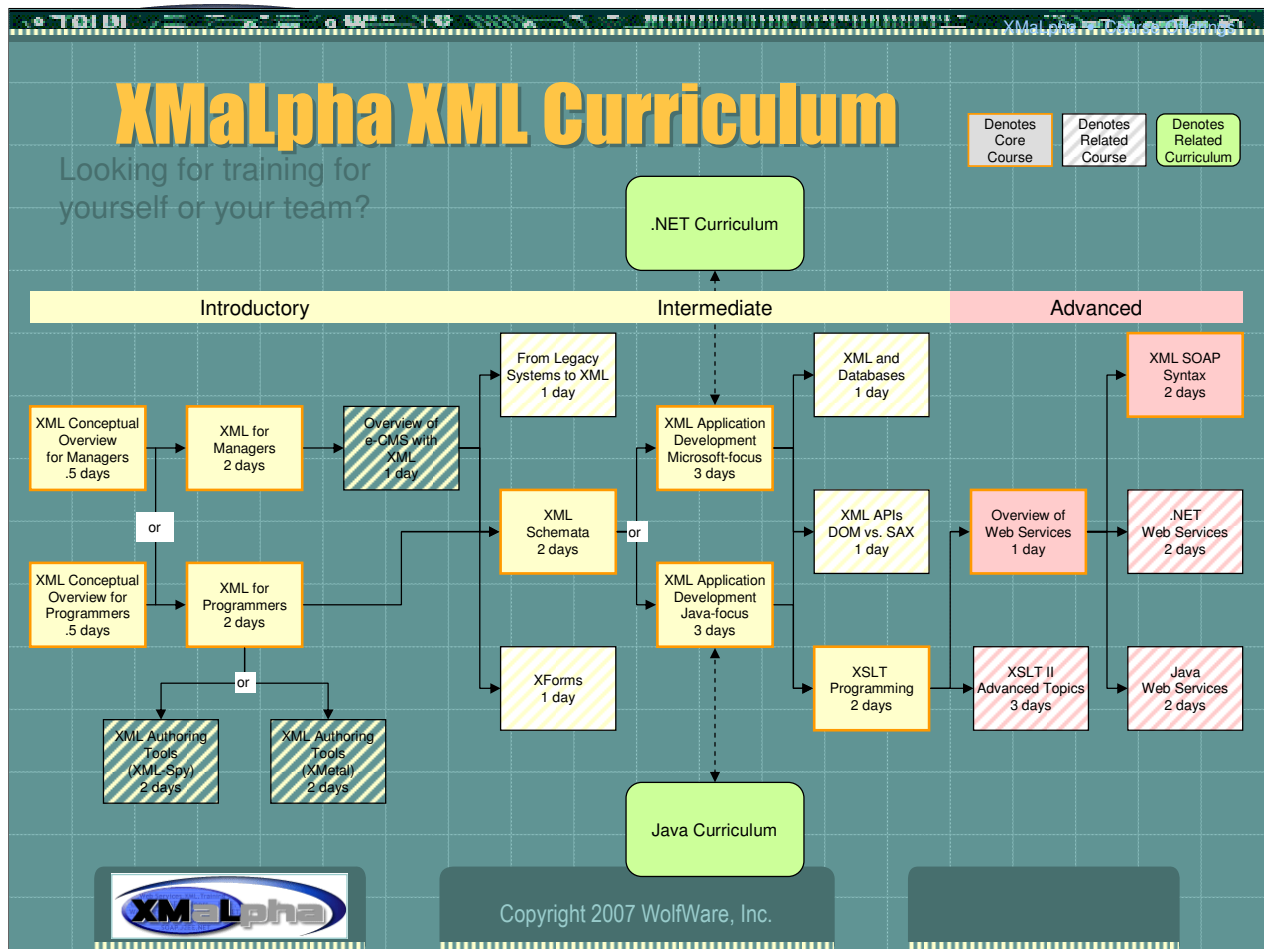 XMaLpha • Course Offerings
XMaLpha XML Curriculum
Looking for training for
yourself or your team?
Denotes
Core
Course
Denotes
Related
Course
Denotes
Related
Curriculum
.NET Curriculum
Introductory
Intermediate
Advanced
From Legacy
Systems to XML
1 day
XML and
Databases
1 day
XML SOAP
Syntax
2 days
XML Conceptual
Overview
for Managers
.5 days
XML for
Managers
2 days
Overview of
e-CMS with
XML
1 day
XML Application
Development
Microsoft-focus
3 days
or
XML
Schemata
2 days
or
XML APIs
DOM vs. SAX
1 day
Overview of
Web Services
1 day
.NET
Web Services
2 days
XML Conceptual
Overview for
Programmers
.5 days
XML for
Programmers
2 days
XML Application
Development
Java-focus
3 days
or
XForms
1 day
XSLT
Programming
2 days
XSLT II
Advanced Topics
3 days
Java
Web Services
2 days
XML Authoring
Tools
(XML-Spy)
2 days
XML Authoring
Tools
(XMetal)
2 days
Java Curriculum
XMaLpha
Copyright 2007 WolfWare, Inc.